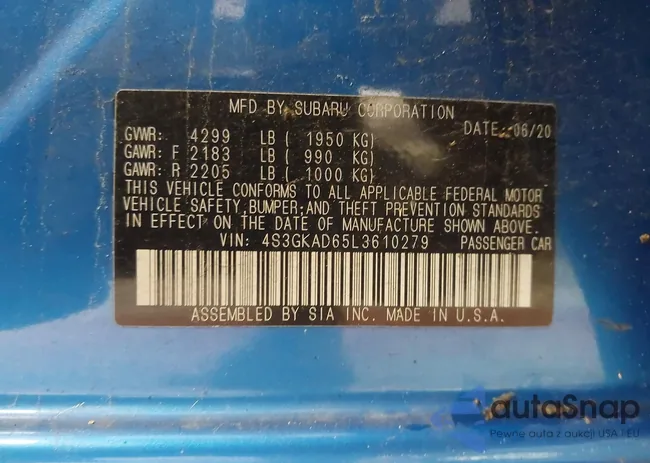 MFD BY SUBARU CORPORATION
DATE: 06/20
GVWR: 4299 LB ( 1950 KG)
GAWR: F 2183 LB ( 990 KG)
GAWR: R 2205 LB ( 1000 KG)
THIS VEHICLE CONFORMS TO ALL APPLICABLE FEDERAL MOTOR
VEHICLE SAFETY, BUMPER, AND THEFT PREVENTION STANDARDS
IN EFFECT ON THE DATE OF MANUFACTURE SHOWN ABOVE.
VIN: 4S3GKAD65L3610279 PASSENGER CAR
ASSEMBLED BY SIA INC. MADE IN U.S.A.
autaSnap
Pewne auta z aukcji USA i EU